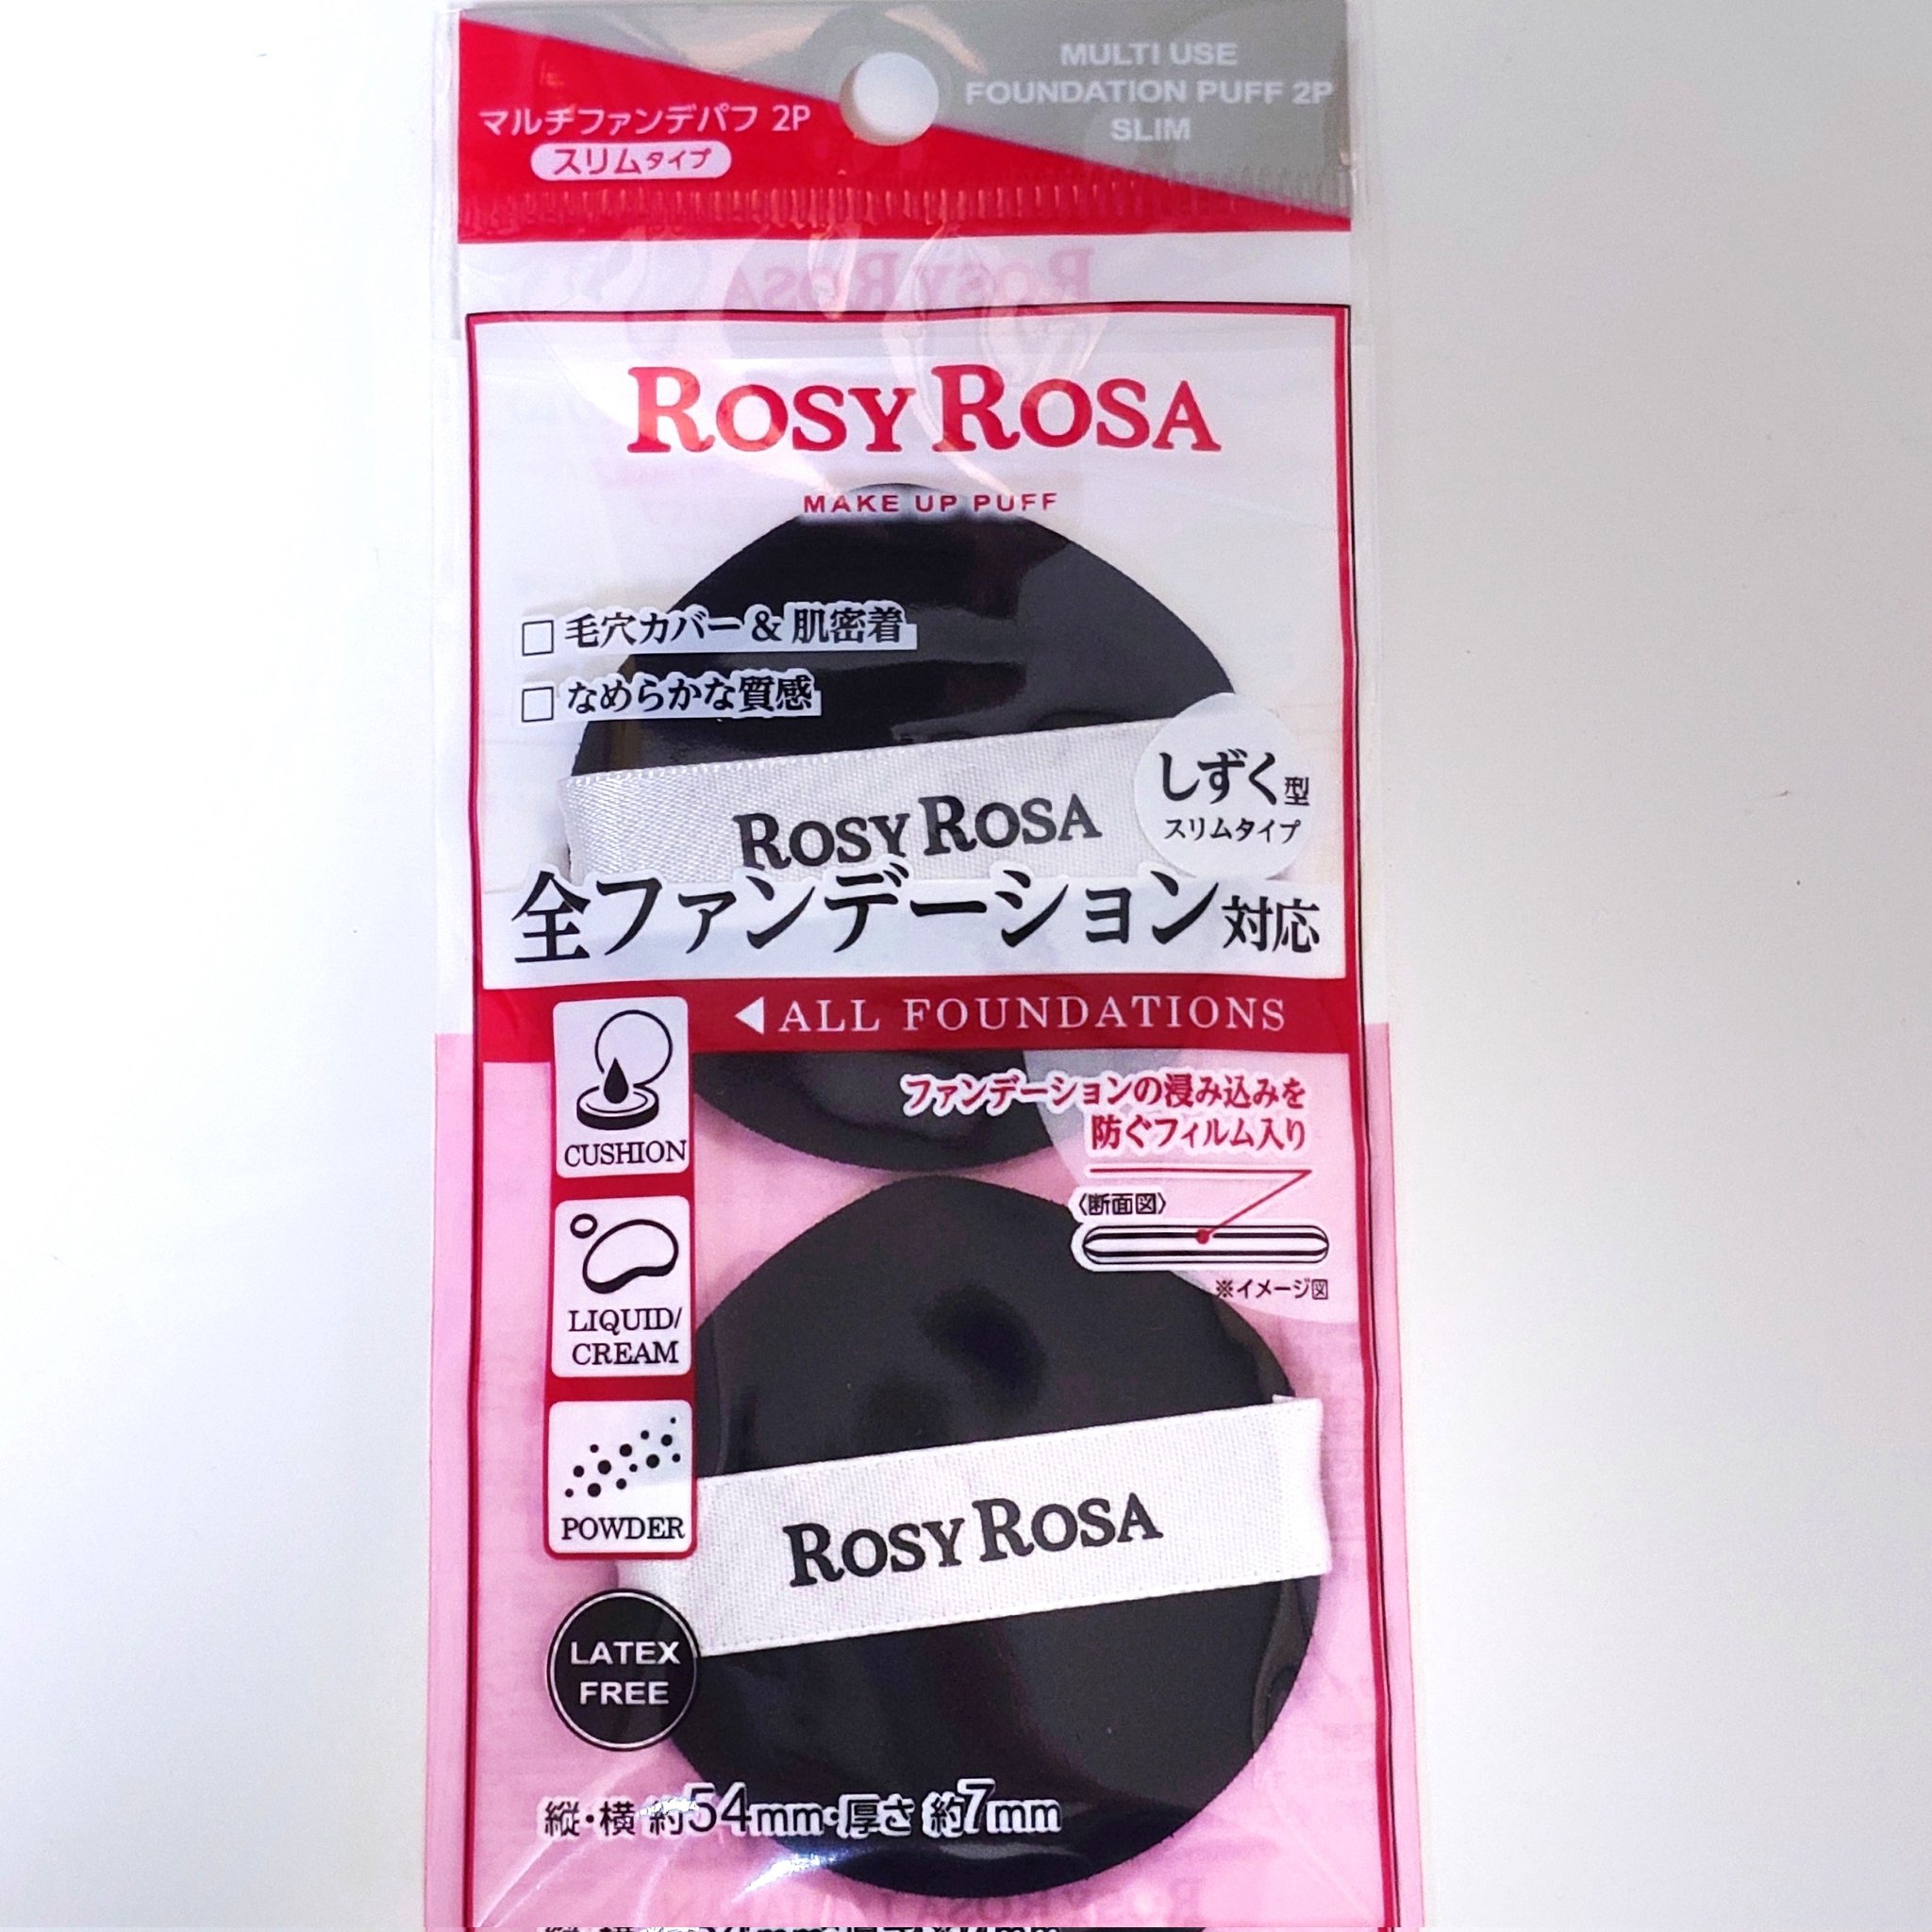 マルチファンデパフ 2P
スリムタイプ
MULTI USE
FOUNDATION PUFF 2P
SLIM
ROSY ROSA
MAKE UP PUFF
□ 毛穴カバー & 肌密着
□ なめらかな質感
しずく型
スリムタイプ
ROSY ROSA
全ファンデーション対応
◀ALL FOUNDATIONS
CUSHION
ファンデーションの浸み込みを
防ぐフィルム入り
〈断面図〉
※イメージ図
LIQUID/
CREAM
POWDER
ROSY ROSA
LATEX
FREE
縦・横 約54mm・厚さ 約7mm